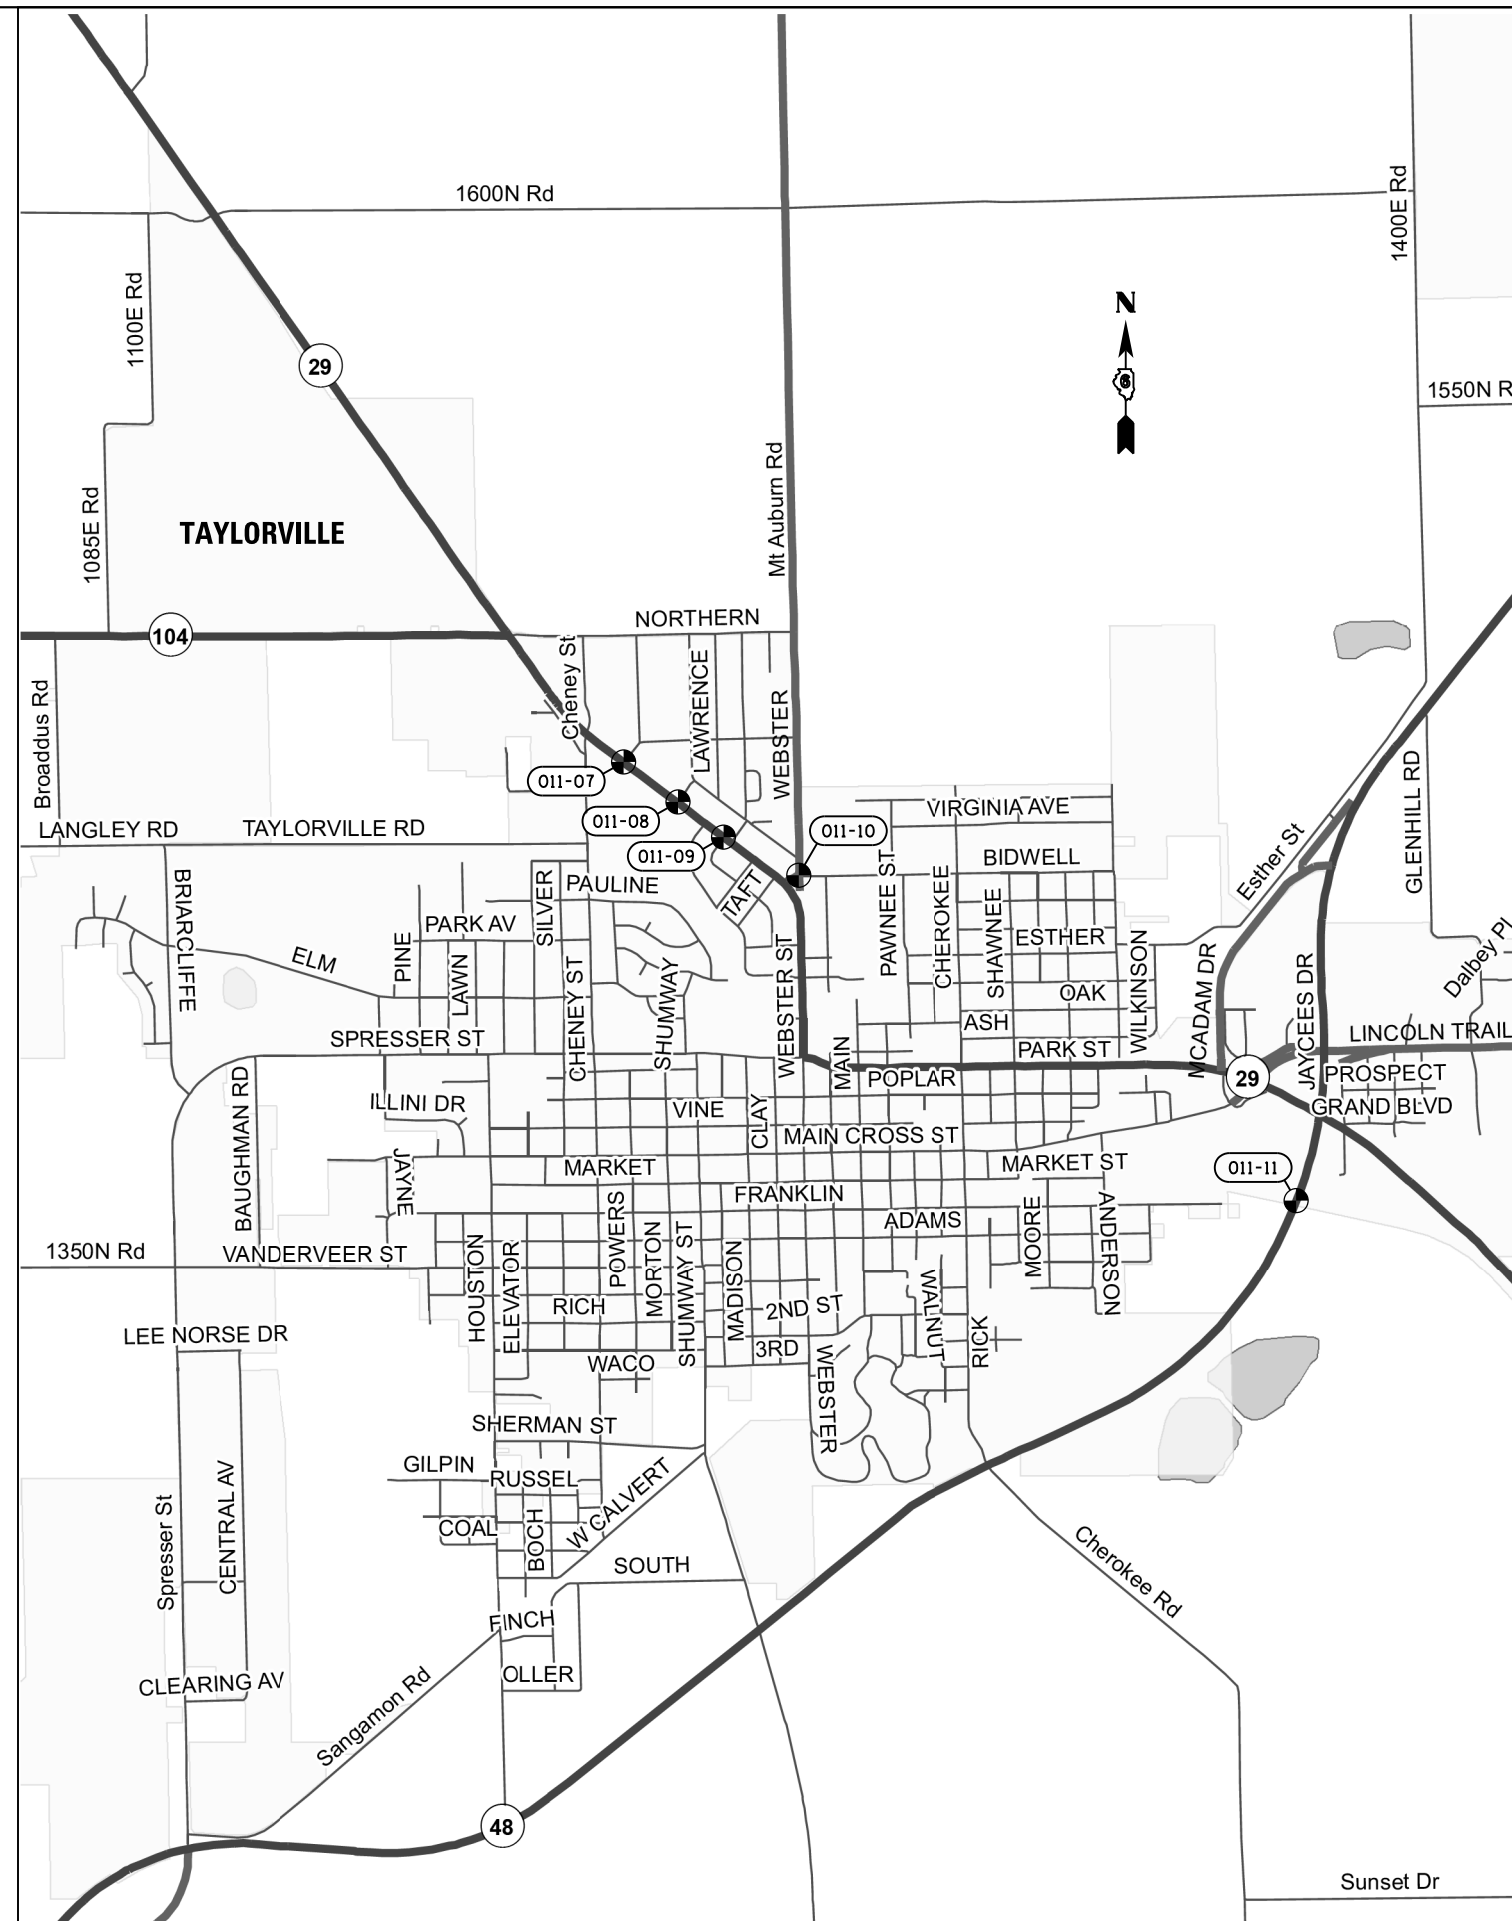 1600N Rd
1400E Rd
N
6
1100E Rd
29
1550N R
Mt Auburn Rd
1085E Rd
TAYLORVILLE
104
NORTHERN
Cheney St
LAWRENCE
Broaddus Rd
WEBSTER
011-07
011-08
011-09
011-10
VIRGINIA AVE
LANGLEY RD
TAYLORVILLE RD
BIDWELL
Esther St
GLENHILL RD
BRIARCLIFFE
SILVER
PAULINE
TAFT
PAWNEE ST
CHEROKEE
SHAWNEE
PARK AV
ESTHER
PINE
ELM
LAWN
CHENEY ST
SHUMWAY
WEBSTER ST
WILKINSON
MCADAM DR
JAYCEES DR
Dalbey Pl
OAK
ASH
SPRESSER ST
MAIN
PARK ST
LINCOLN TRAIL
POPLAR
29
PROSPECT
BAUGHMAN RD
ILLINI DR
VINE
CLAY
GRAND BLVD
MAIN CROSS ST
JAYNE
MARKET
MARKET ST
011-11
FRANKLIN
POWERS
ADAMS
MOORE
ANDERSON
1350N Rd
VANDERVEER ST
HOUSTON
ELEVATOR
MORTON
SHUMWAY ST
MADISON
WALNUT
RICH
2ND ST
LEE NORSE DR
RICK
3RD
WACO
WEBSTER
SHERMAN ST
GILPIN
RUSSEL
W CALVERT
CENTRAL AV
Spresser St
COAL
BOCH
SOUTH
Cherokee Rd
FINCH
OLLER
CLEARING AV
Sangamon Rd
48
Sunset Dr